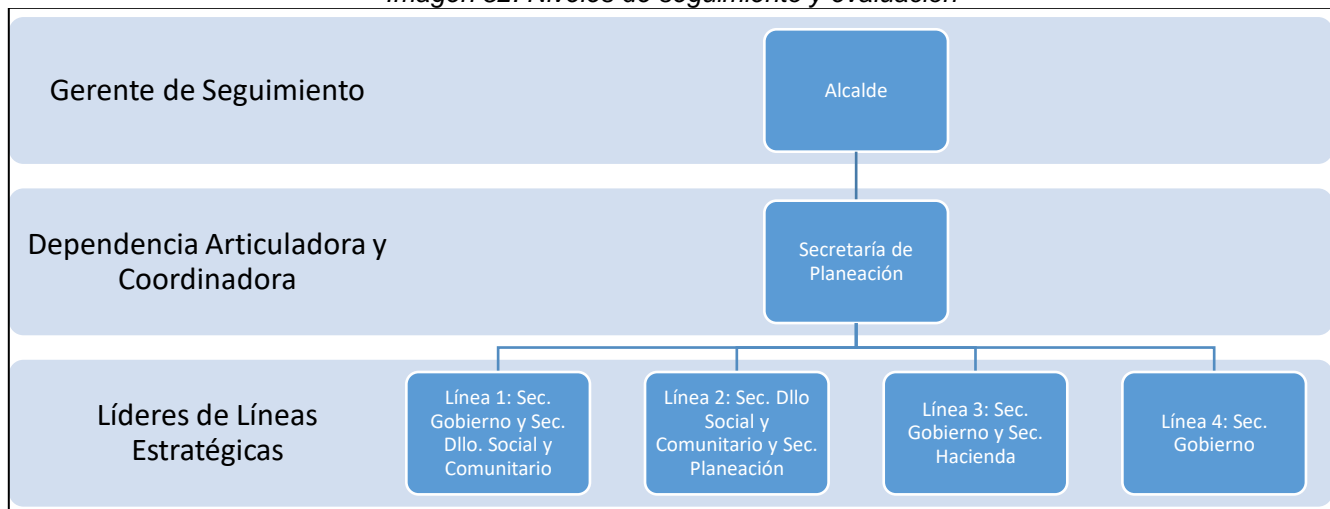 Gerente de Seguimiento
Alcalde
Dependencia Articuladora y
Coordinadora
Secretaría de
Planeación
Líderes de Líneas
Estratégicas
Línea 1: Sec.
Gobierno y Sec.
Dllo. Social y
Comunitario
Línea 2: Sec. Dllo
Social y
Comunitario y Sec.
Planeación
Línea 3: Sec.
Gobierno y Sec.
Hacienda
Línea 4: Sec.
Gobierno